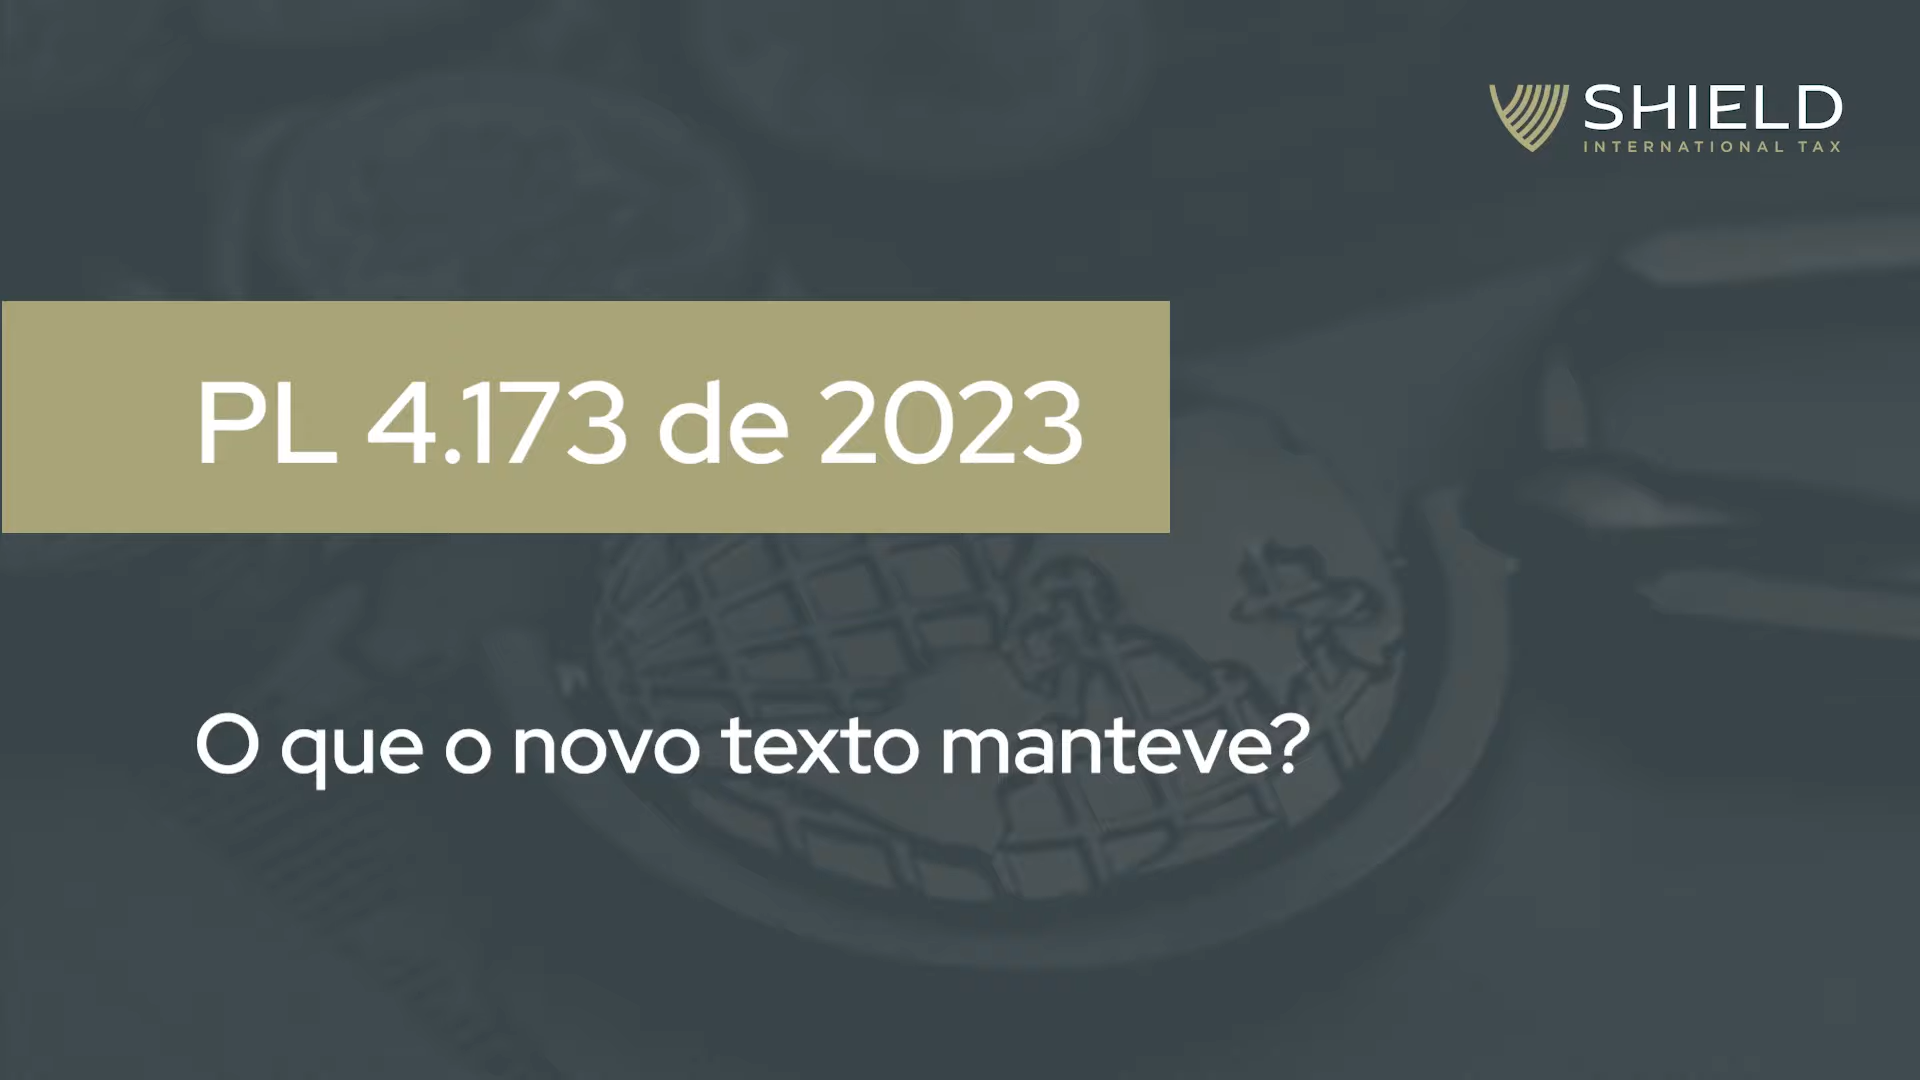 SHIELD
INTERNATIONAL TAX
PL 4.173 de 2023
O que o novo texto manteve?